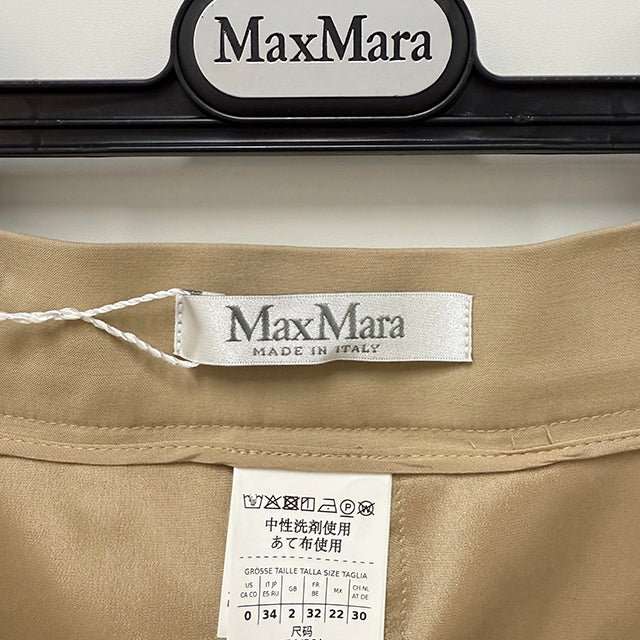 MaxMara
MaxMara
MADE IN ITALY
中性洗剤使用
あて布使用
GRÖSSE TAILLE TALLA SIZE TAGLIA
US CA CO IT JP ES RU GB FR BE MX CH NL AT DE
0 34 2 32 22 30
尺码